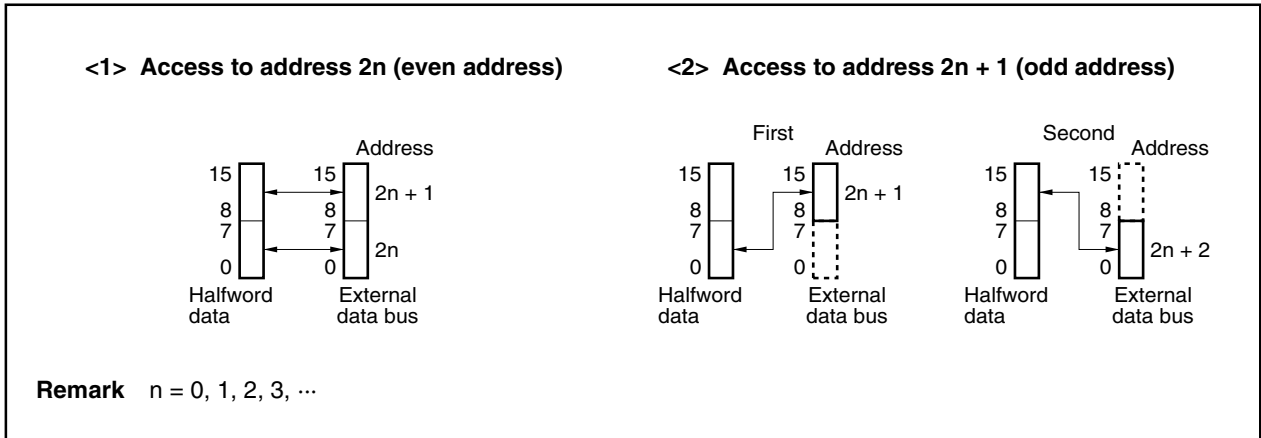 <1> Access to address 2n (even address)
Address
15 15
2n + 1
8 8
7 7
2n
0 0
Halfword data
External data bus
<2> Access to address 2n + 1 (odd address)
First
Address
15 15
2n + 1
8 8
7 7
0 0
Halfword data
External data bus
Second
Address
15 15
8 8
7 7
2n + 2
0 0
Halfword data
External data bus
Remark n = 0, 1, 2, 3, ···